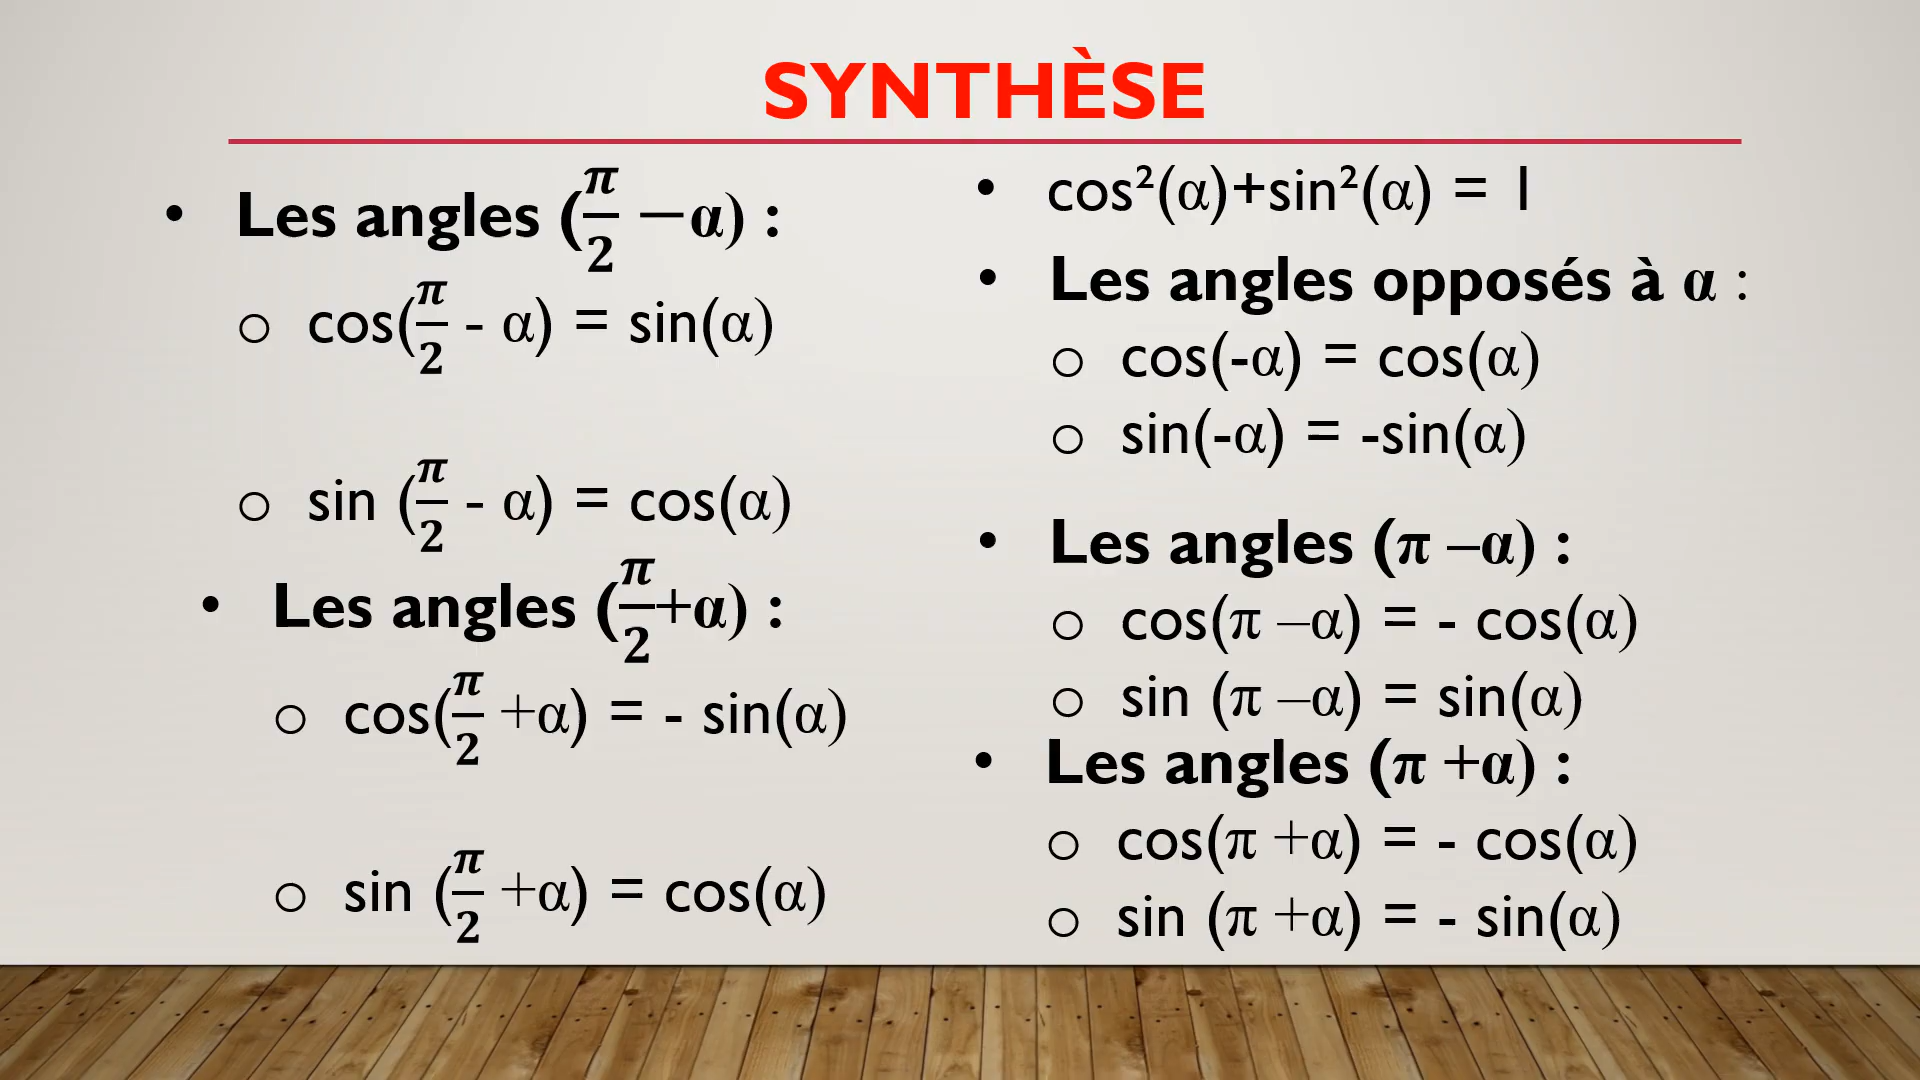 SYNTHÈSE
• Les angles (π/2 −α) :
o cos(π/2 - α) = sin(α)
o sin (π/2 - α) = cos(α)
• Les angles (π/2+α) :
o cos(π/2 +α) = - sin(α)
o sin (π/2 +α) = cos(α)
• cos²(α)+sin²(α) = 1
• Les angles opposés à α :
o cos(-α) = cos(α)
o sin(-α) = -sin(α)
• Les angles (π –α) :
o cos(π –α) = - cos(α)
o sin (π –α) = sin(α)
• Les angles (π +α) :
o cos(π +α) = - cos(α)
o sin (π +α) = - sin(α)